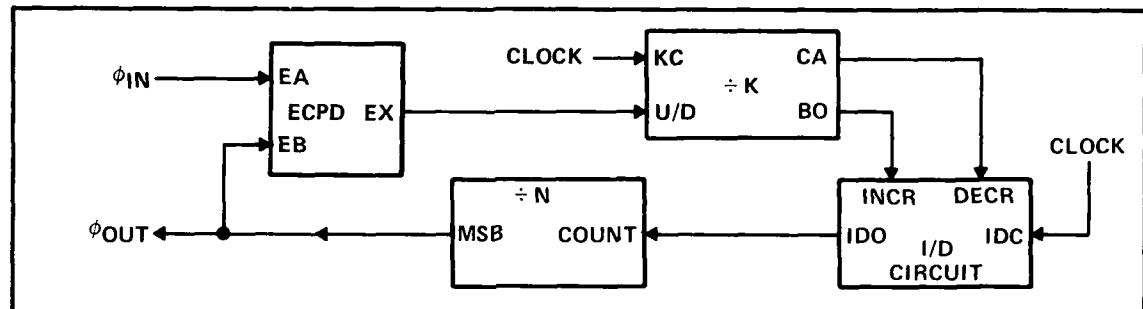 CLOCK KC CA
ϕIN EA
÷ K
ECPD EX U/D BO
EB CLOCK
÷ N INCR DECR
ϕOUT MSB COUNT IDO IDC
I/D
CIRCUIT